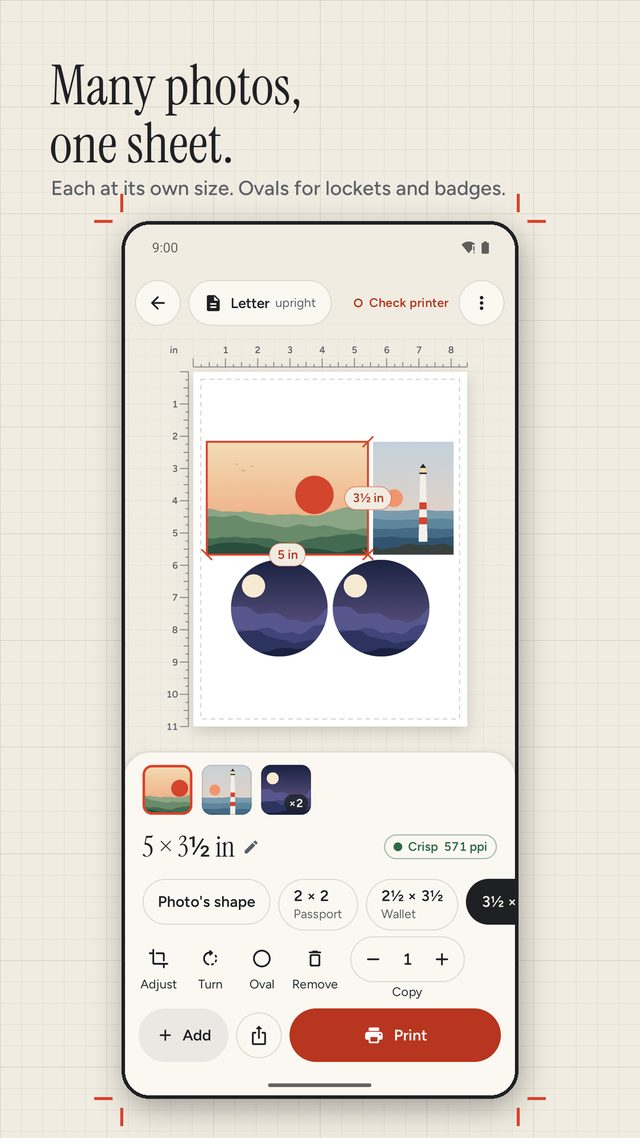 Many photos,
one sheet.
Each at its own size. Ovals for lockets and badges.
9:00
Letter upright
Check printer
in 1 2 3 4 5 6 7 8
1
2
3
3½ in
4
5
5 in
6
7
8
9
10
11
×2
5 × 3½ in
Crisp 571 ppi
Photo's shape
2 × 2
Passport
2½ × 3½
Wallet
3½ ×
Adjust
Turn
Oval
Remove
− 1 +
Copy
+ Add
Print